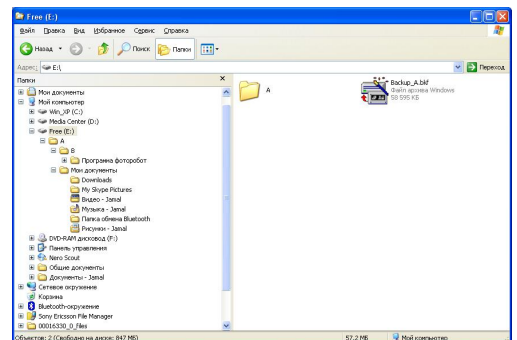 Free (E:)
Файл Правка Вид Избранное Сервис Справка
Назад Поиск Папки
Адрес: E:\ Переход
Папки
Мои документы
Мой компьютер
Win_XP (C:)
Media Center (D:)
Free (E:)
A
B
Программа фоторобот
Мои документы
Downloads
My Skype Pictures
Видео - Jamal
Музыка - Jamal
Папка обмена Bluetooth
Рисунки - Jamal
DVD-RAM дисковод (F:)
Панель управления
Nero Scout
Общие документы
Документы - Jamal
Сетевое окружение
Корзина
Bluetooth-окружение
Sony Ericsson File Manager
00016330_0_files
A
Backup_A.bkf
Файл архива Windows
58 595 КБ
Объектов: 2 (Свободно на диске: 847 МБ) 57,2 МБ Мой компьютер